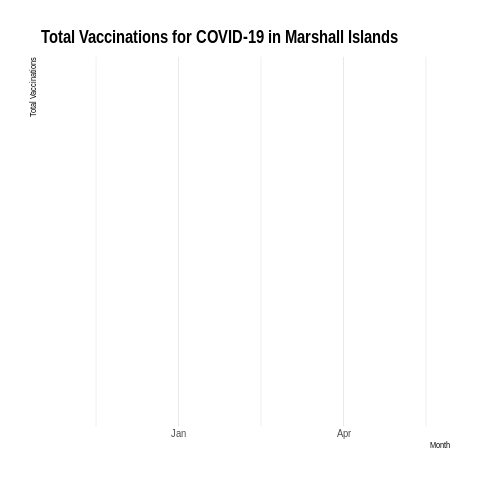 Total Vaccinations for COVID-19 in Marshall Islands
Total Vaccinations
Jan
Apr
Month